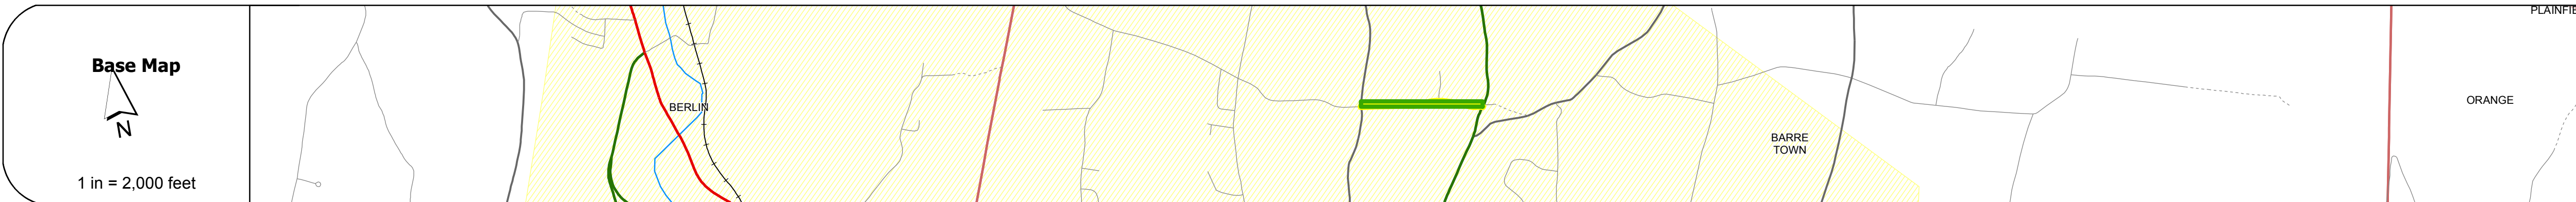 Base Map
N
1 in = 2,000 feet
BERLIN
BARRE
TOWN
ORANGE